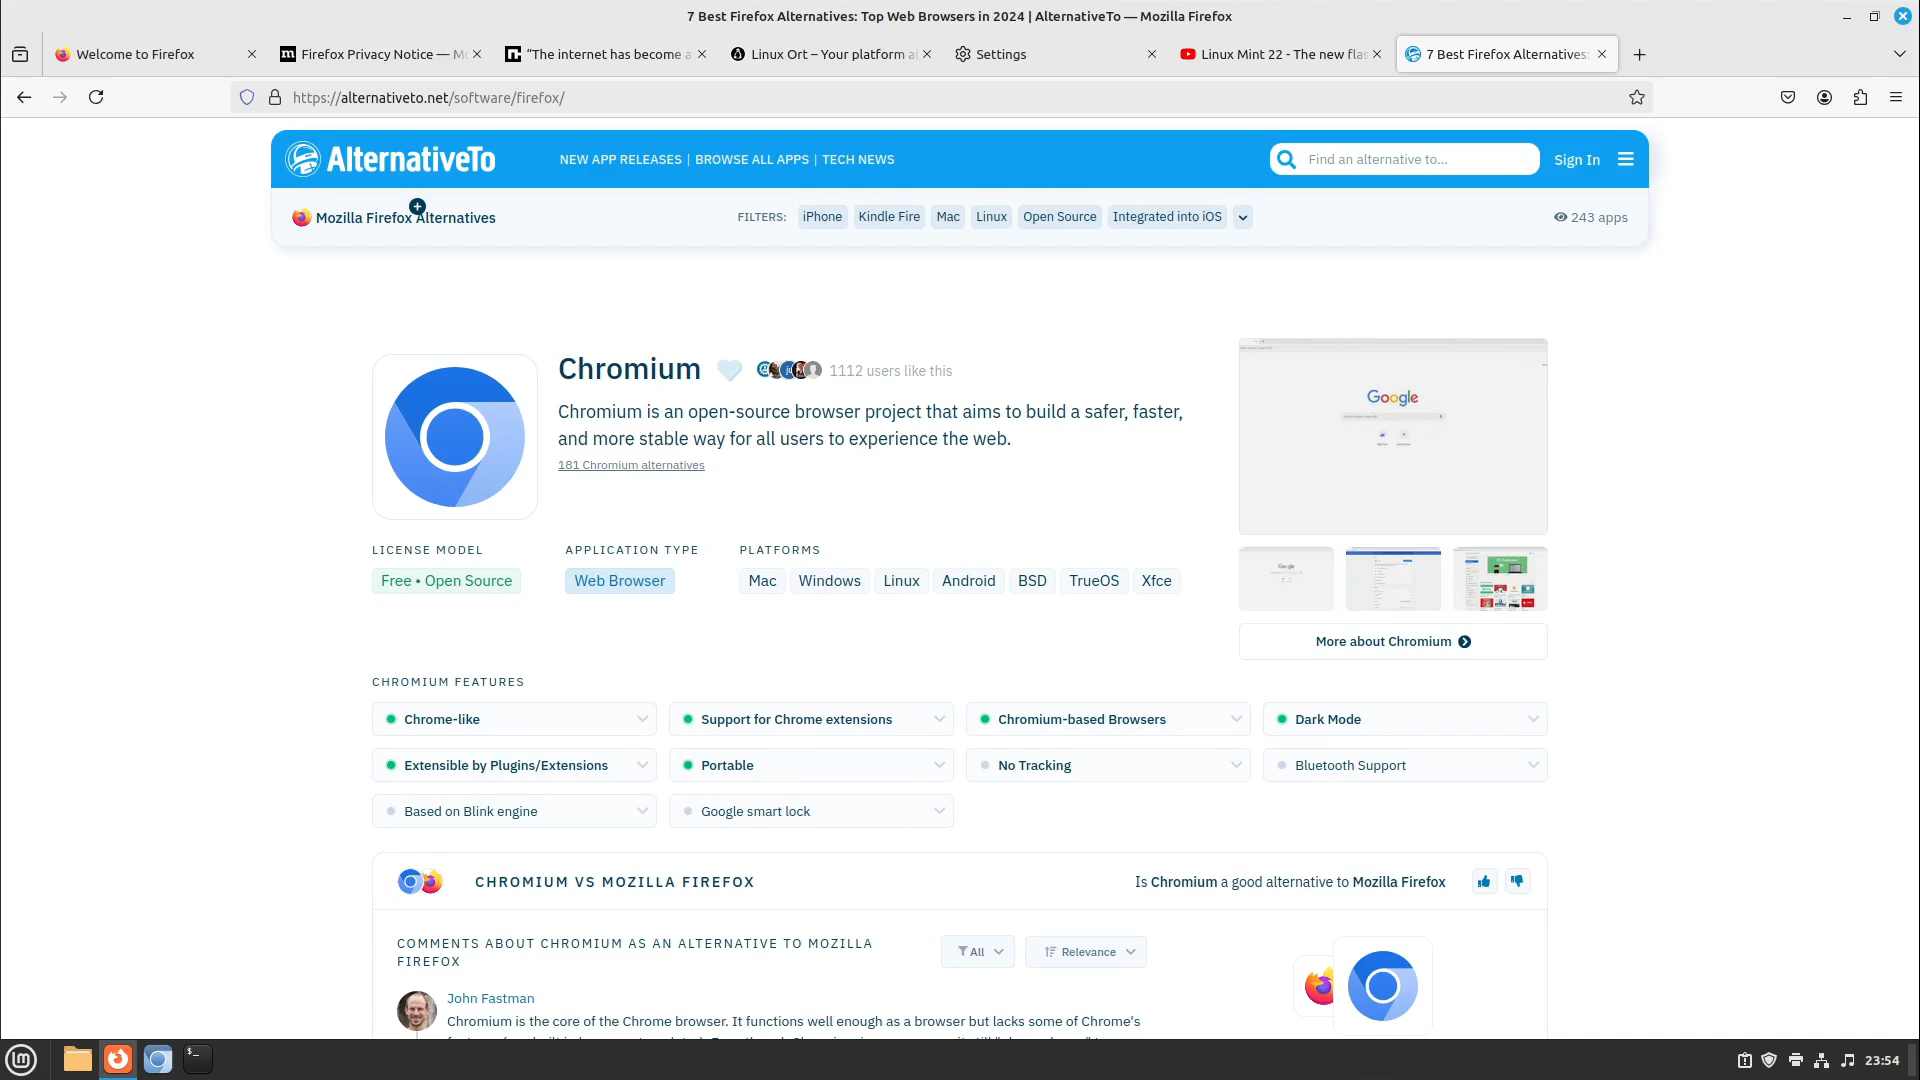 7 Best Firefox Alternatives: Top Web Browsers in 2024 | AlternativeTo — Mozilla Firefox
Welcome to Firefox
Firefox Privacy Notice — Mo
“The internet has become a
Linux Ort – Your platform a
Settings
Linux Mint 22 - The new flas
7 Best Firefox Alternatives:
https://alternativeto.net/software/firefox/
AlternativeTo
NEW APP RELEASES | BROWSE ALL APPS | TECH NEWS
Find an alternative to...
Sign In
Mozilla Firefox Alternatives
FILTERS: iPhone Kindle Fire Mac Linux Open Source Integrated into iOS
243 apps
Chromium
1112 users like this
Chromium is an open-source browser project that aims to build a safer, faster,
and more stable way for all users to experience the web.
181 Chromium alternatives
Google
LICENSE MODEL
Free • Open Source
APPLICATION TYPE
Web Browser
PLATFORMS
Mac Windows Linux Android BSD TrueOS Xfce
Google
More about Chromium
CHROMIUM FEATURES
Chrome-like
Support for Chrome extensions
Chromium-based Browsers
Dark Mode
Extensible by Plugins/Extensions
Portable
No Tracking
Bluetooth Support
Based on Blink engine
Google smart lock
CHROMIUM VS MOZILLA FIREFOX
Is Chromium a good alternative to Mozilla Firefox
COMMENTS ABOUT CHROMIUM AS AN ALTERNATIVE TO MOZILLA
FIREFOX
All
Relevance
John Fastman
Chromium is the core of the Chrome browser. It functions well enough as a browser but lacks some of Chrome's
23:54